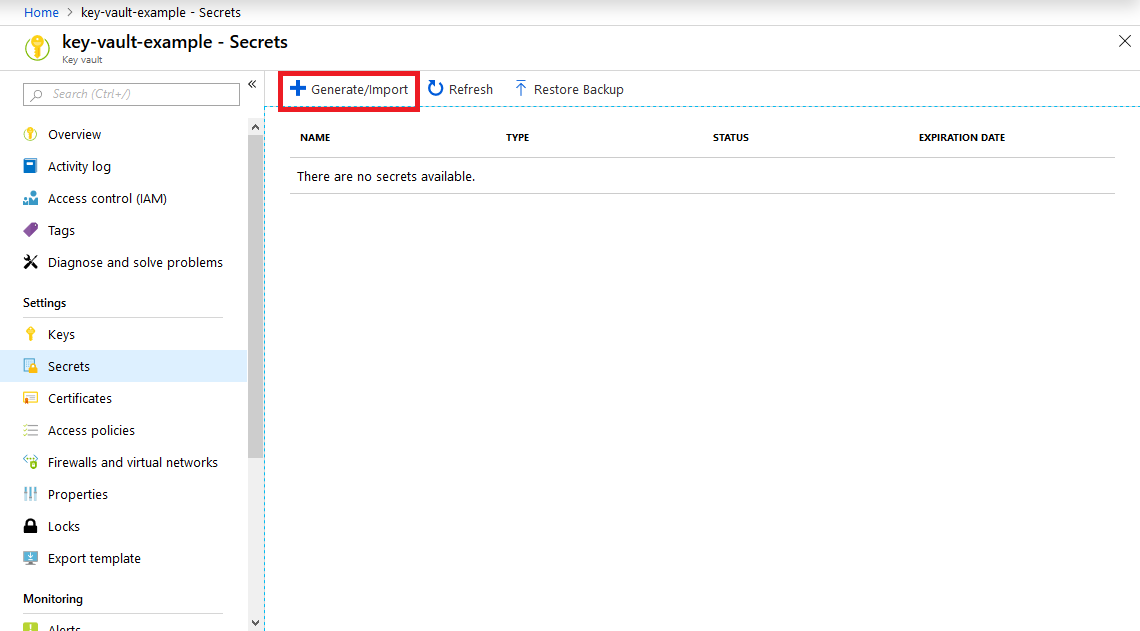 Home > key-vault-example - Secrets
key-vault-example - Secrets
Key vault
Search (Ctrl+/)
Overview
Activity log
Access control (IAM)
Tags
Diagnose and solve problems
Settings
Keys
Secrets
Certificates
Access policies
Firewalls and virtual networks
Properties
Locks
Export template
Monitoring
Alerts
Generate/Import Refresh Restore Backup
NAME TYPE STATUS EXPIRATION DATE
There are no secrets available.